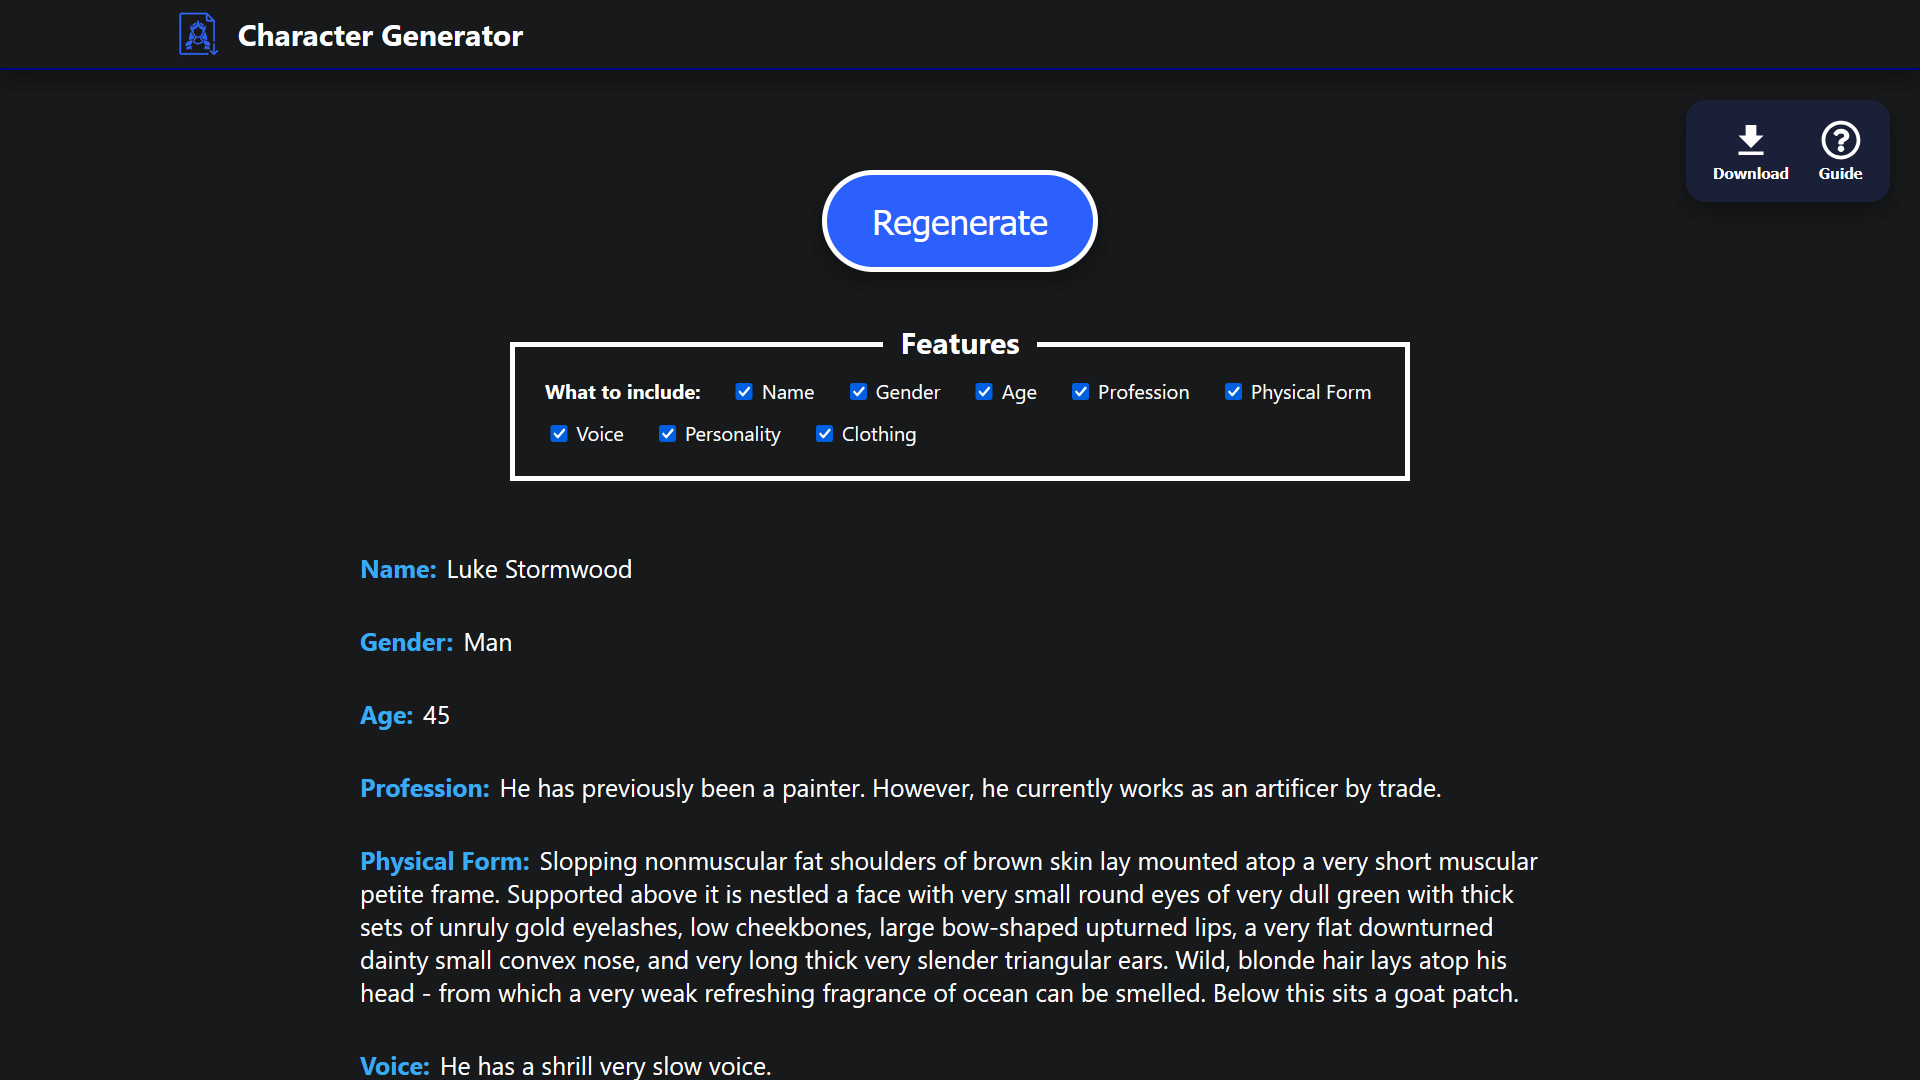 Character Generator
Download
Guide
Regenerate
Features
What to include: Name Gender Age Profession Physical Form
Voice Personality Clothing
Name: Luke Stormwood
Gender: Man
Age: 45
Profession: He has previously been a painter. However, he currently works as an artificer by trade.
Physical Form: Slopping nonmuscular fat shoulders of brown skin lay mounted atop a very short muscular
petite frame. Supported above it is nestled a face with very small round eyes of very dull green with thick
sets of unruly gold eyelashes, low cheekbones, large bow-shaped upturned lips, a very flat downturned
dainty small convex nose, and very long thick very slender triangular ears. Wild, blonde hair lays atop his
head - from which a very weak refreshing fragrance of ocean can be smelled. Below this sits a goat patch.
Voice: He has a shrill very slow voice.